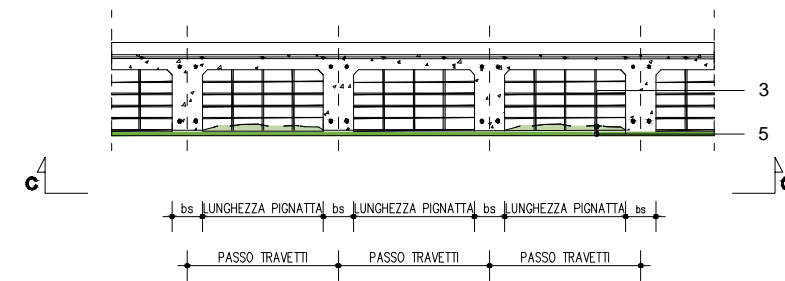 3
5
C
bs LUNGHEZZA PIGNATTA bs LUNGHEZZA PIGNATTA bs LUNGHEZZA PIGNATTA bs
PASSO TRAVETTI PASSO TRAVETTI PASSO TRAVETTI